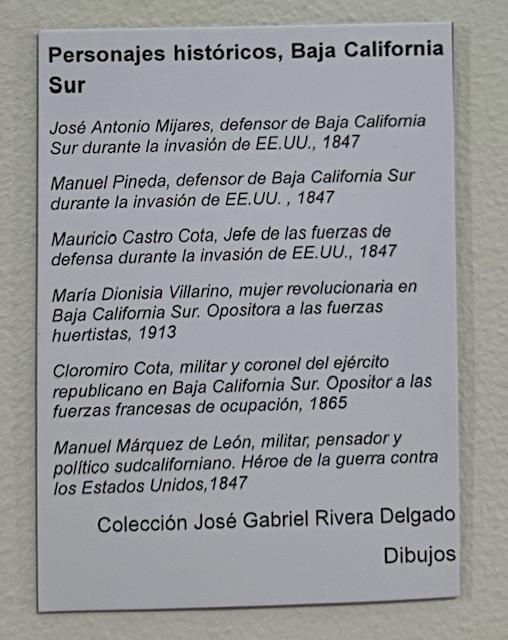 Personajes históricos, Baja California
Sur
José Antonio Mijares, defensor de Baja California
Sur durante la invasión de EE.UU., 1847
Manuel Pineda, defensor de Baja California Sur
durante la invasión de EE.UU. , 1847
Mauricio Castro Cota, Jefe de las fuerzas de
defensa durante la invasión de EE.UU., 1847
María Dionisia Villarino, mujer revolucionaria en
Baja California Sur. Opositora a las fuerzas
huertistas, 1913
Cloromiro Cota, militar y coronel del ejército
republicano en Baja California Sur. Opositor a las
fuerzas francesas de ocupación, 1865
Manuel Márquez de León, militar, pensador y
político sudcaliforniano. Héroe de la guerra contra
los Estados Unidos,1847
Colección José Gabriel Rivera Delgado
Dibujos